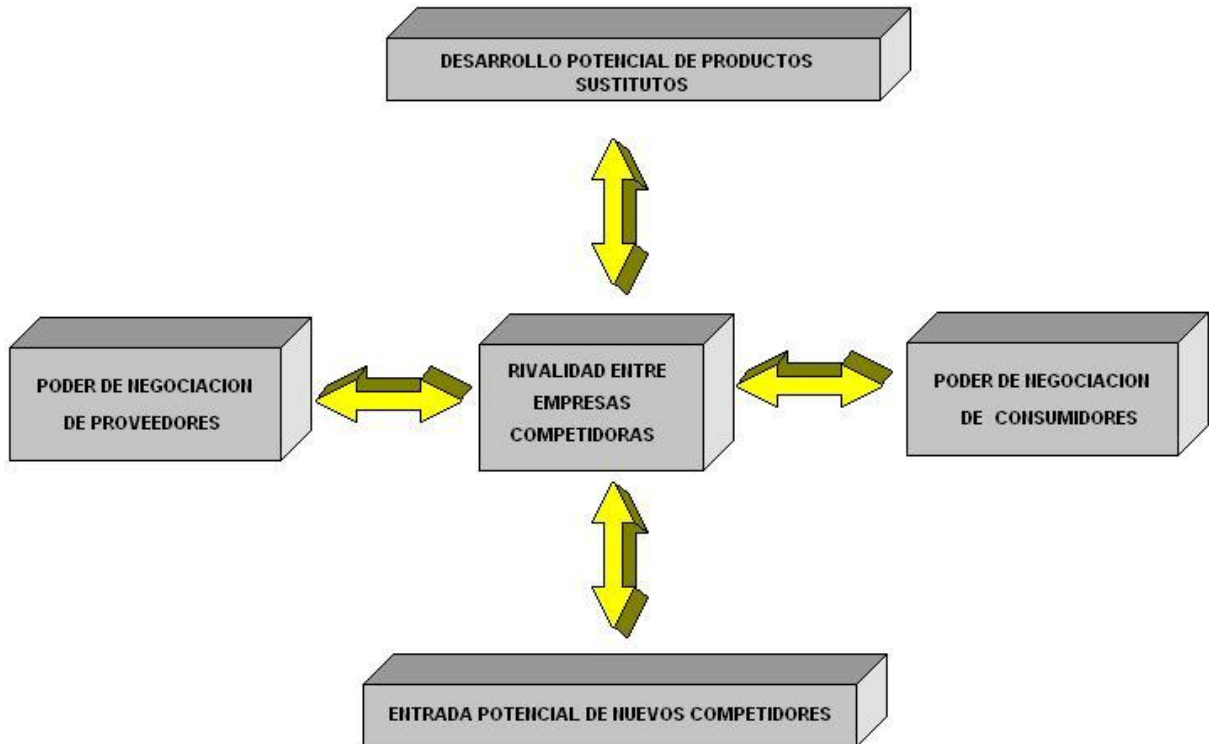 DESARROLLO POTENCIAL DE PRODUCTOS
SUSTITUTOS
PODER DE NEGOCIACION
DE PROVEEDORES
RIVALIDAD ENTRE
EMPRESAS
COMPETIDORAS
PODER DE NEGOCIACION
DE CONSUMIDORES
ENTRADA POTENCIAL DE NUEVOS COMPETIDORES